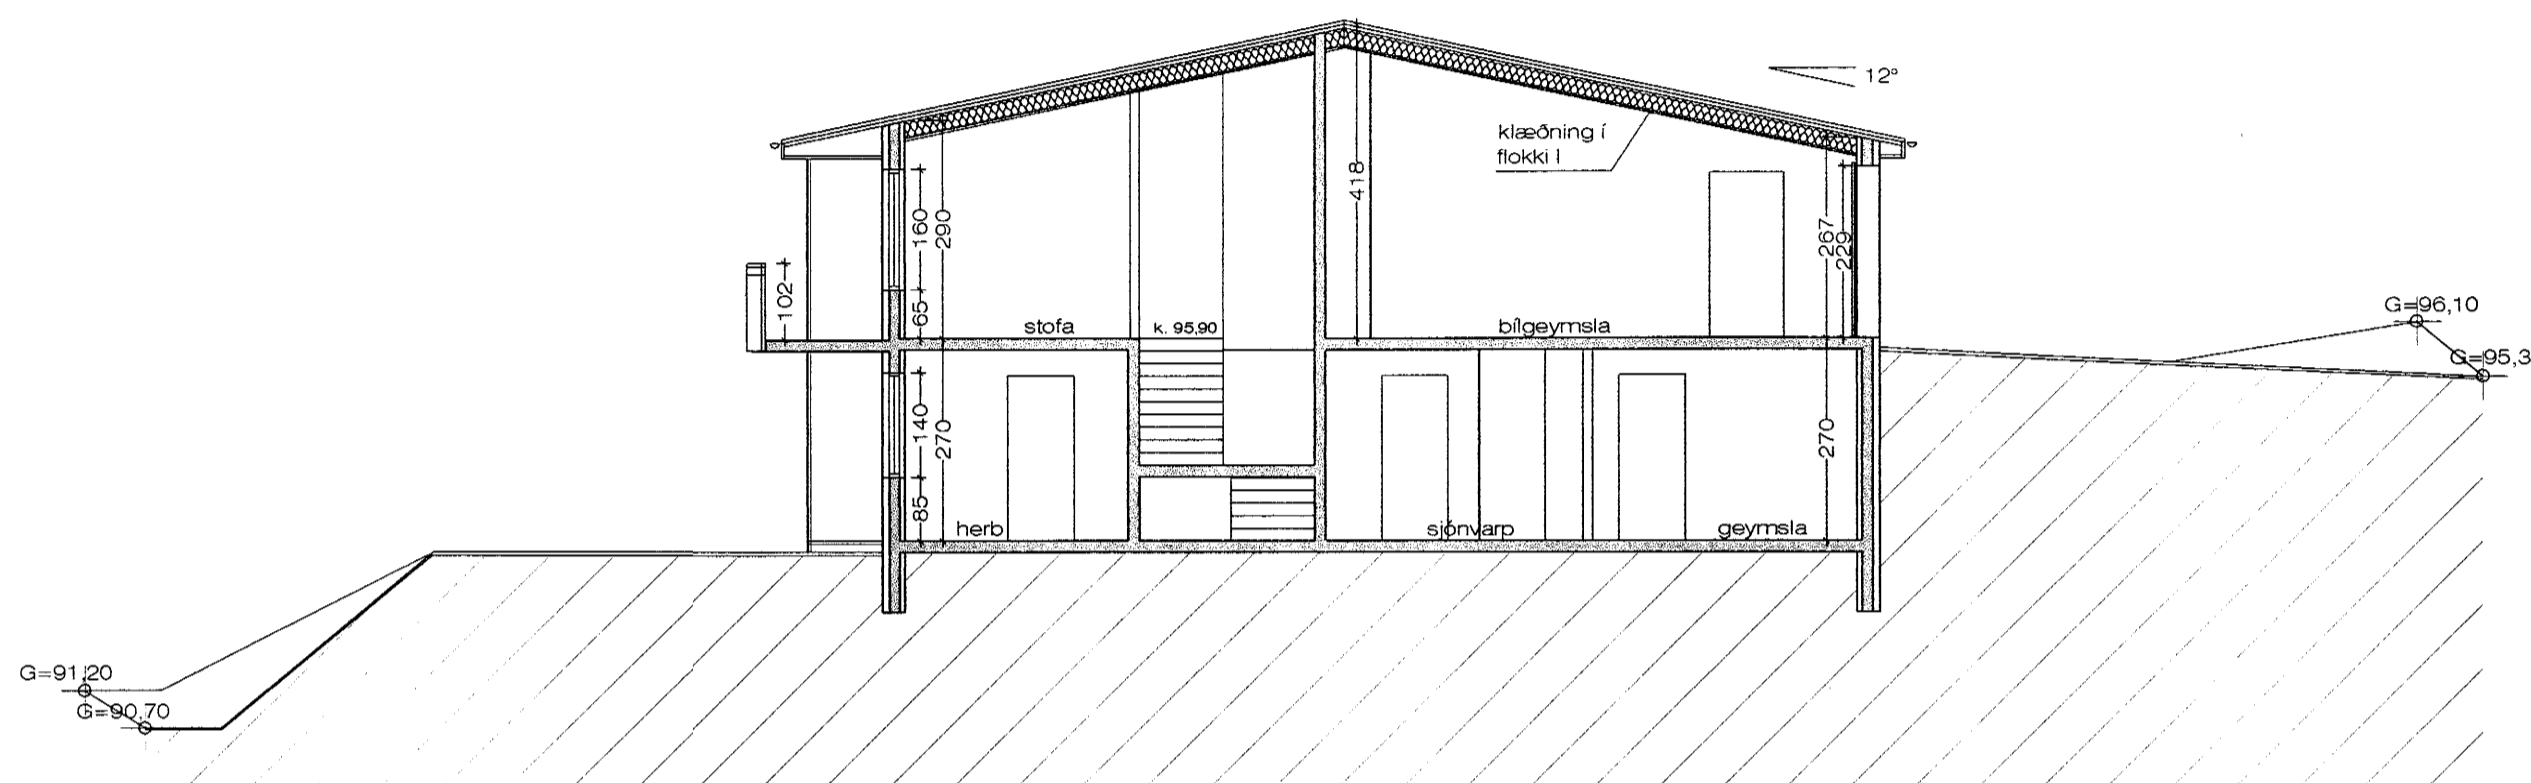 12°
klæðning í
flokki I
418
160
290
267
229
102
65
stofa
k. 95,90
bílgeymsla
G=96,10
G=95,3
140
270
270
85
herb
sjónvarp
geymsla
G=91,20
G=90,70